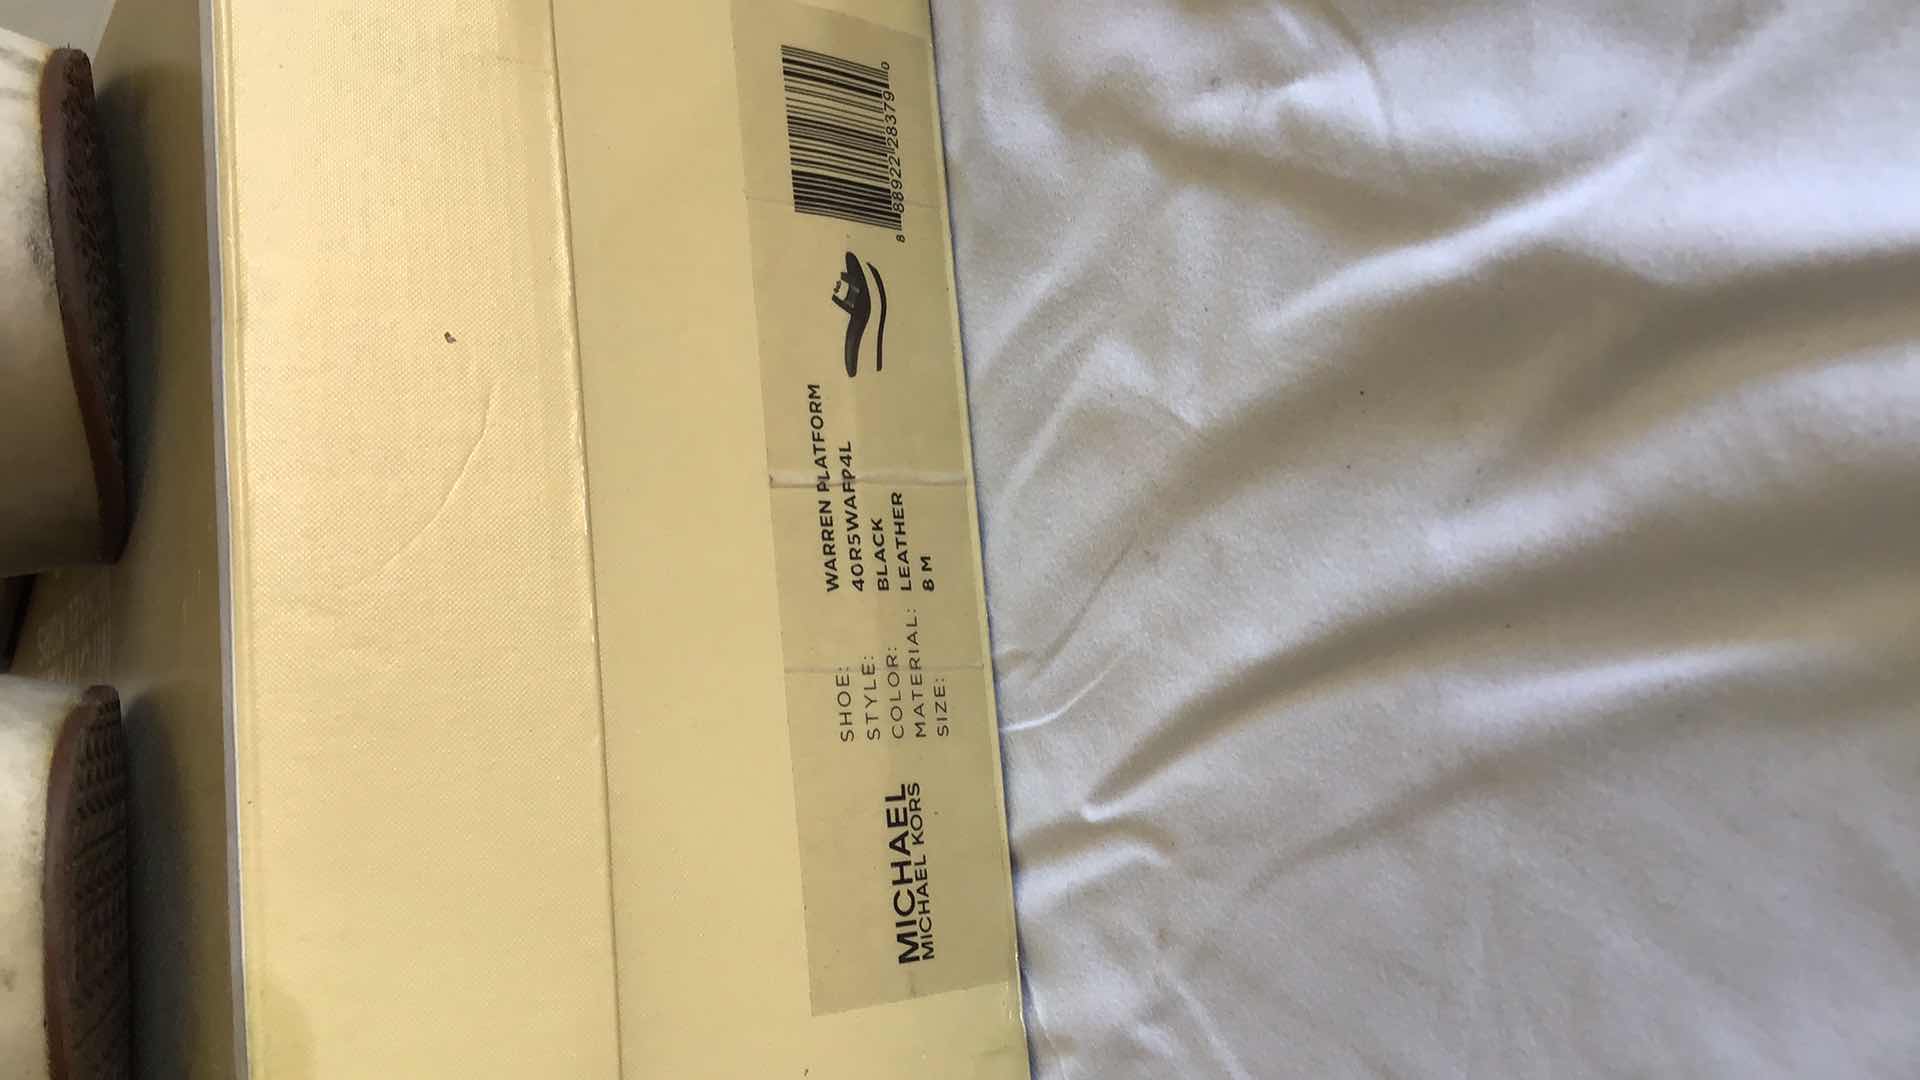 MICHAEL
MICHAEL KORS
SHOE: WARREN PLATFORM
STYLE: 40R5WAFP4L
COLOR: BLACK
MATERIAL: LEATHER
SIZE: 8 M
8 88922 28379 0